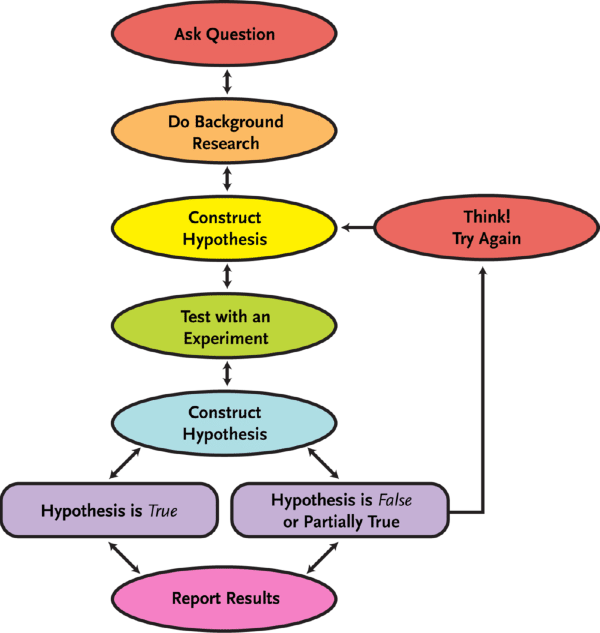 Ask Question
Do Background
Research
Construct
Hypothesis
Think!
Try Again
Test with an
Experiment
Construct
Hypothesis
Hypothesis is True
Hypothesis is False
or Partially True
Report Results